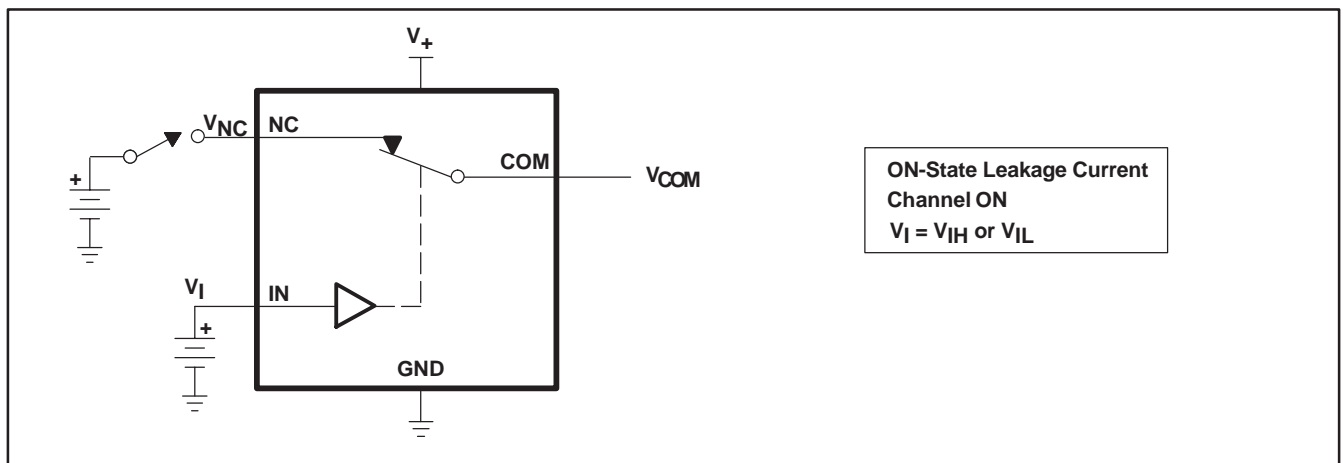 V+
VNC
NC
COM
VCOM
+
VI
IN
+
GND
ON-State Leakage Current
Channel ON
VI = VIH or VIL